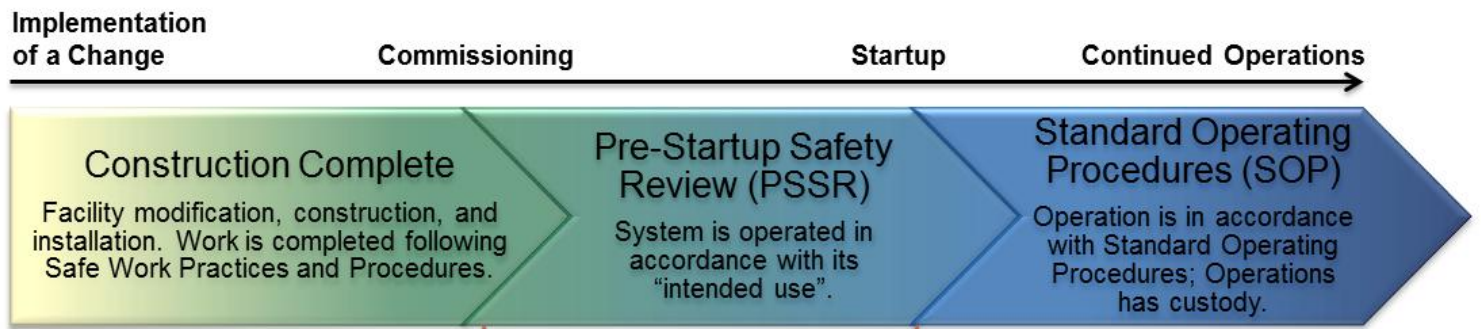 Implementation
of a Change
Commissioning
Startup
Continued Operations
Construction Complete
Facility modification, construction, and
installation. Work is completed following
Safe Work Practices and Procedures.
Pre-Startup Safety
Review (PSSR)
System is operated in
accordance with its
“intended use”.
Standard Operating
Procedures (SOP)
Operation is in accordance
with Standard Operating
Procedures; Operations
has custody.